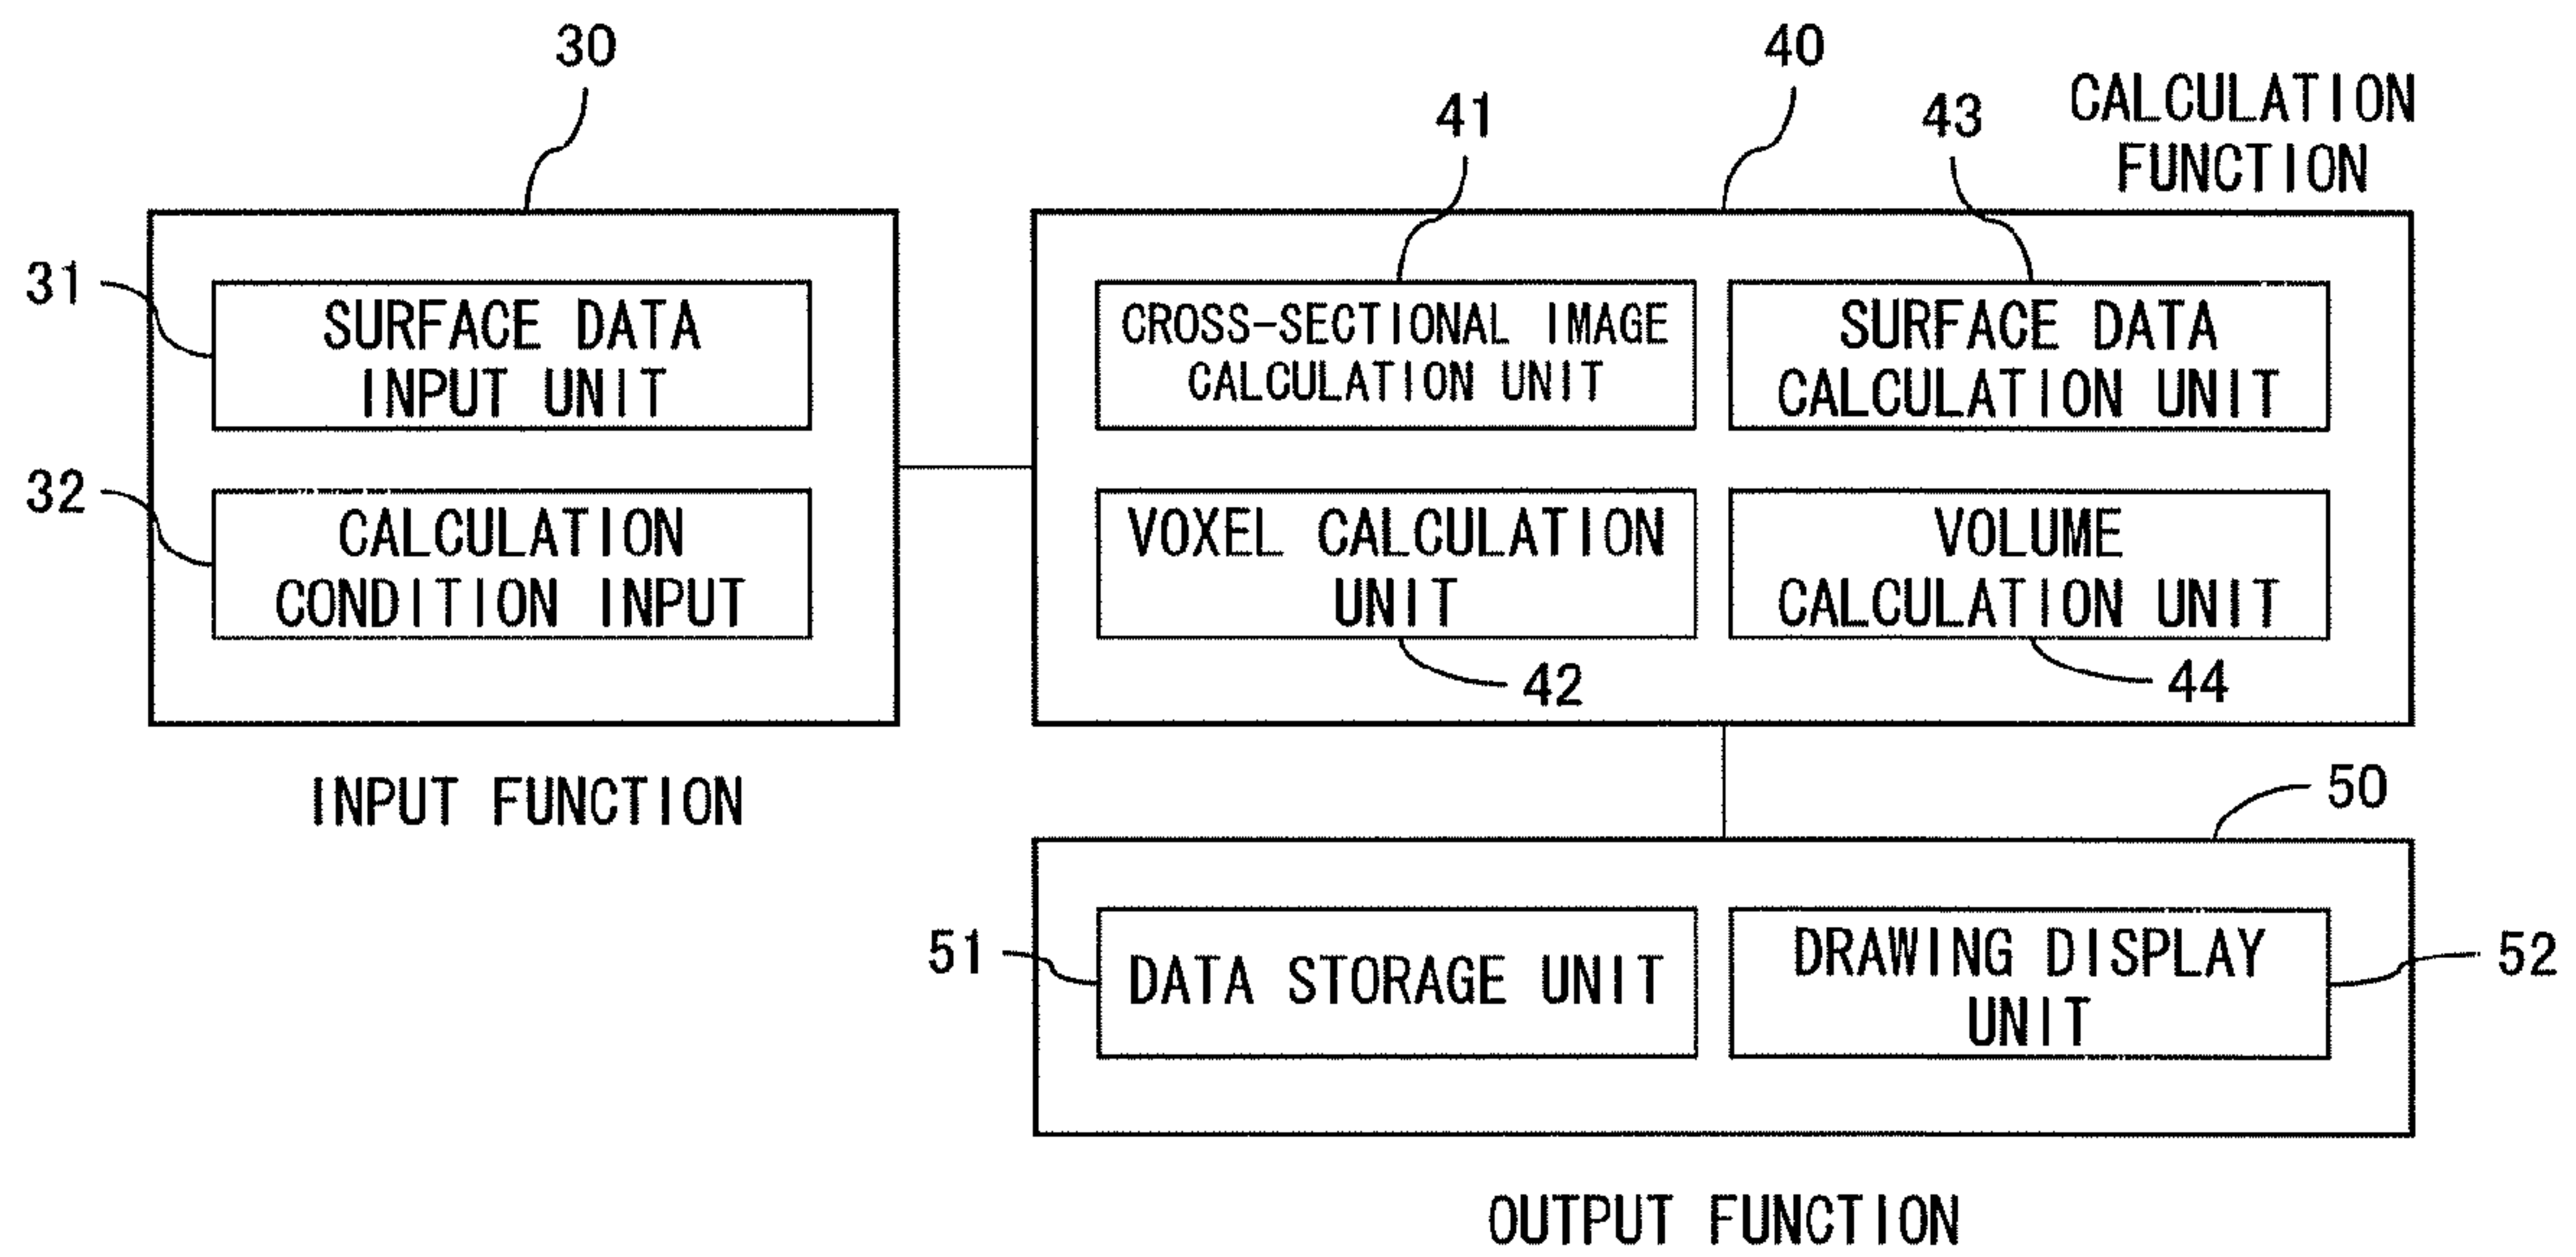 30
40
41
43
CALCULATION
FUNCTION
31
SURFACE DATA
INPUT UNIT
32
CALCULATION
CONDITION INPUT
INPUT FUNCTION
CROSS-SECTIONAL IMAGE
CALCULATION UNIT
SURFACE DATA
CALCULATION UNIT
VOXEL CALCULATION
UNIT
42
VOLUME
CALCULATION UNIT
44
50
51
DATA STORAGE UNIT
DRAWING DISPLAY
UNIT
52
OUTPUT FUNCTION